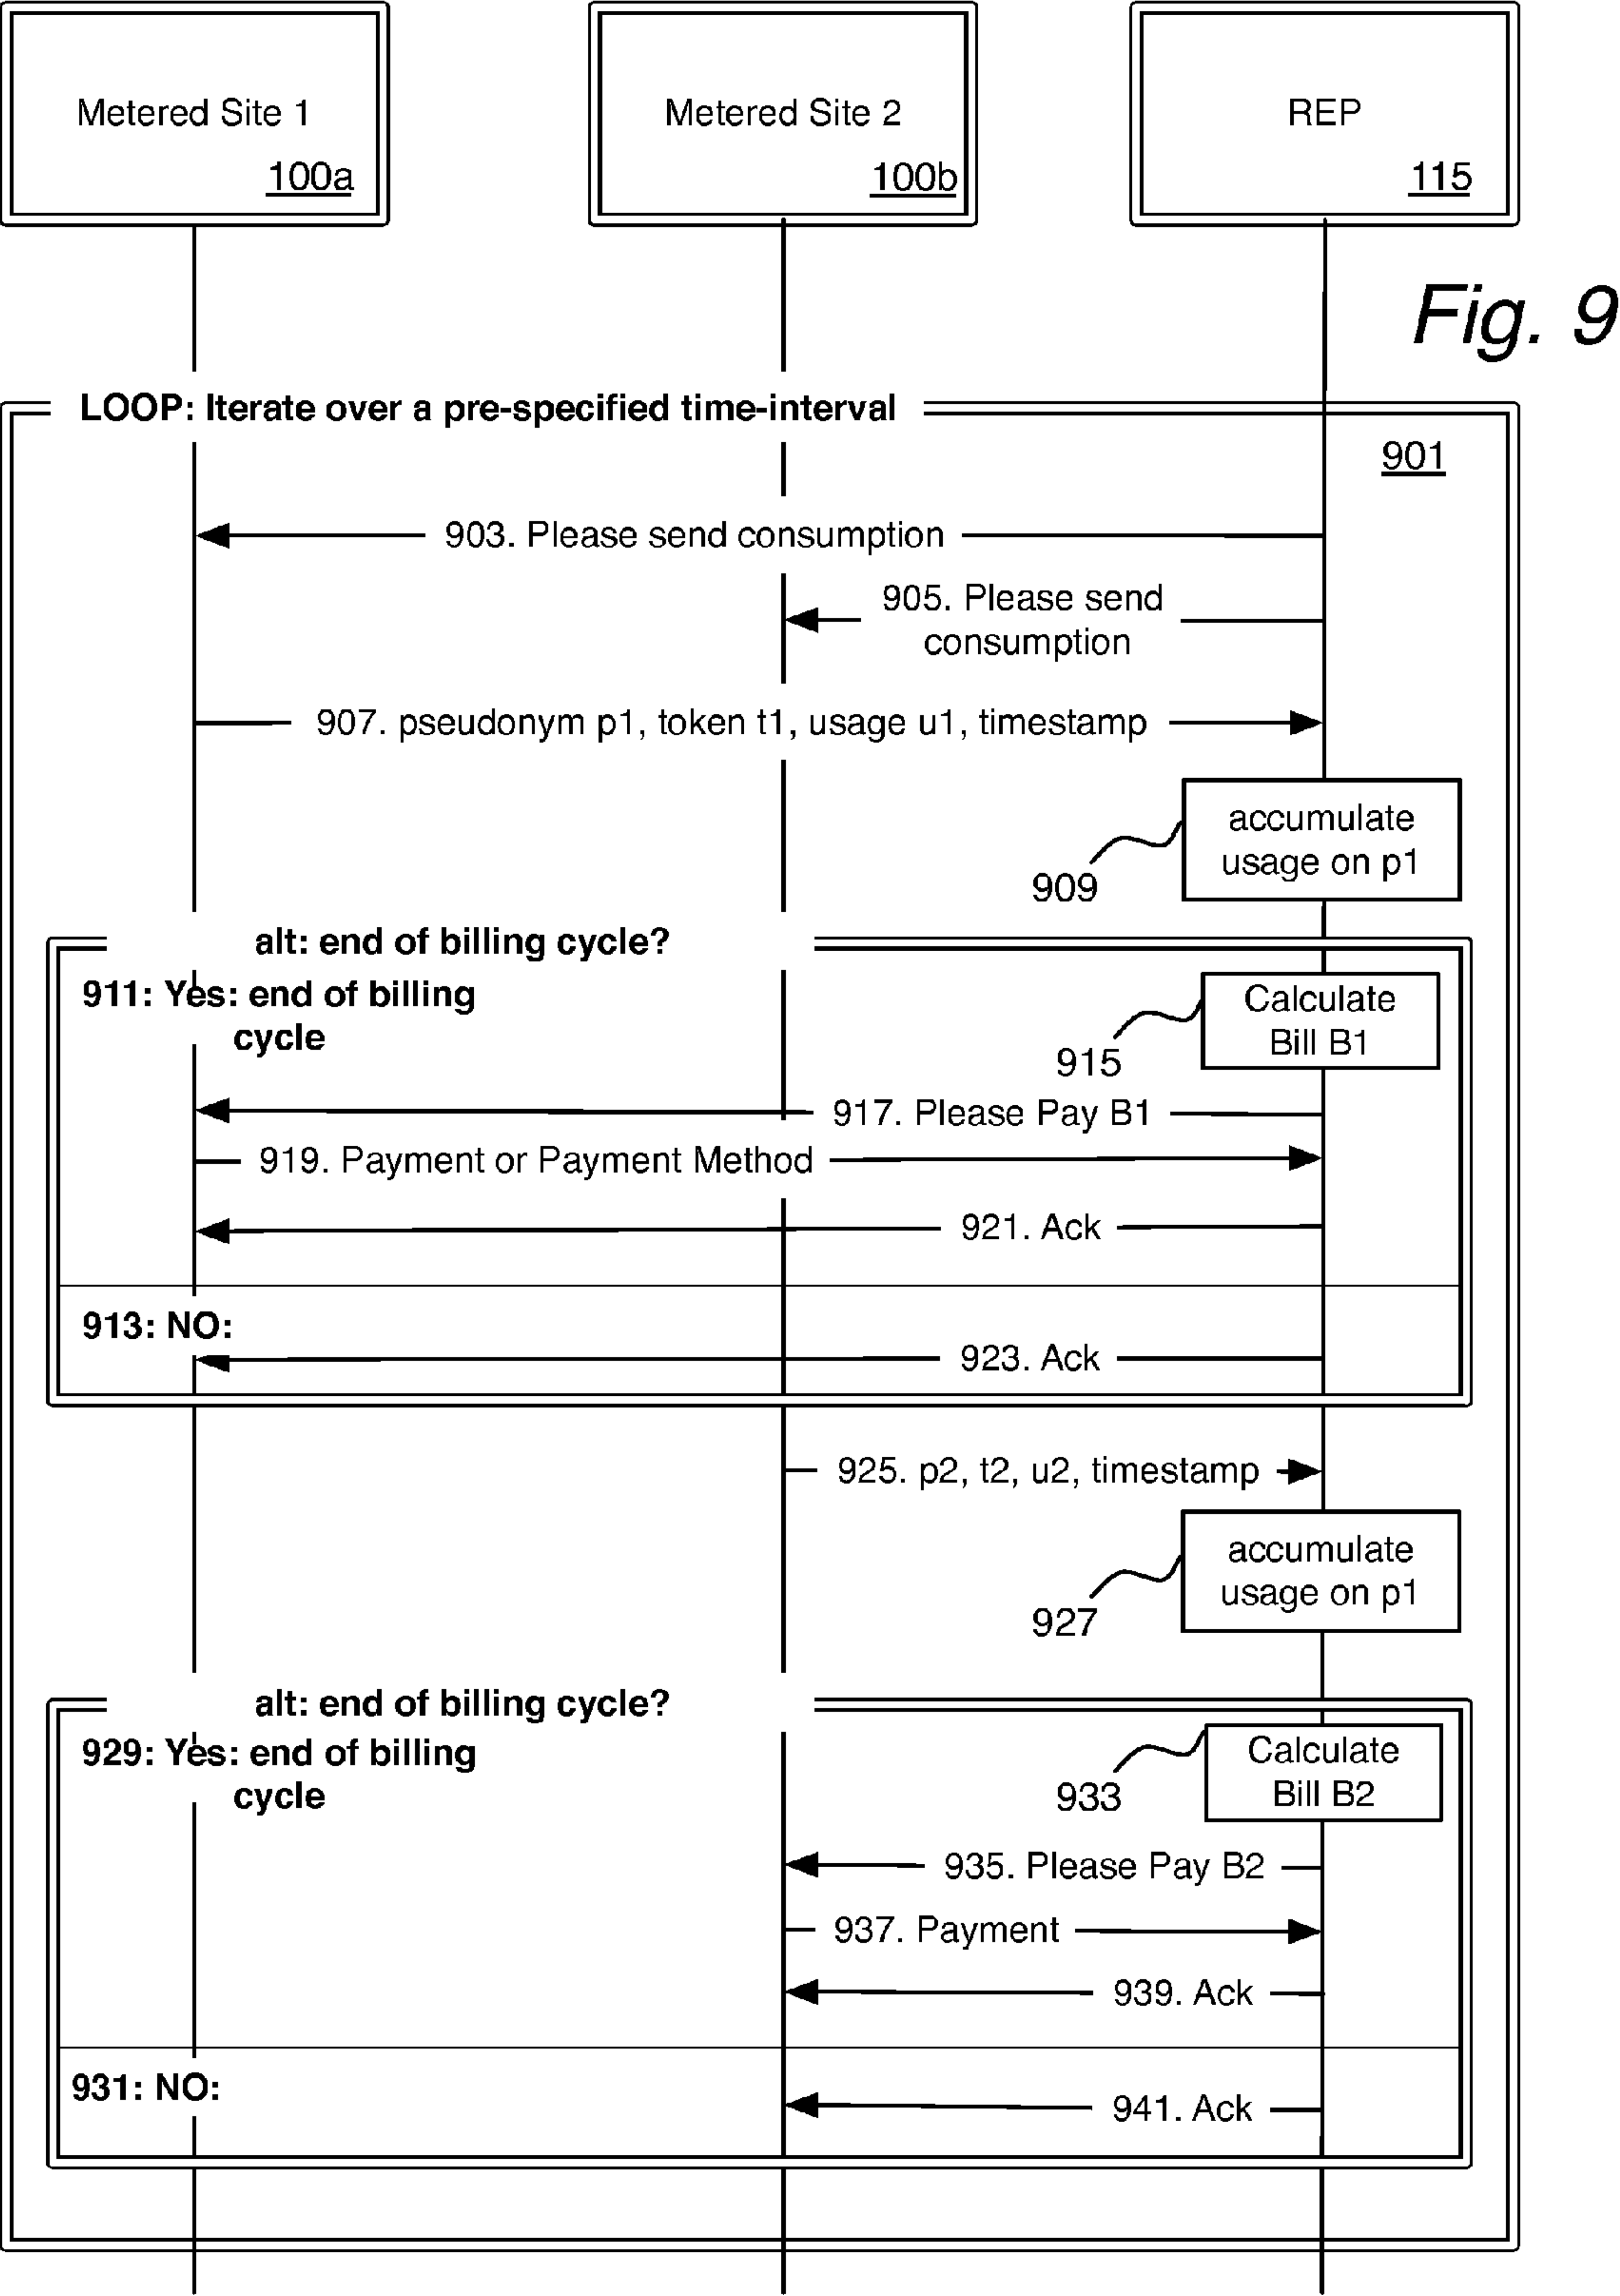 Metered Site 1
100a
Metered Site 2
100b
REP
115
Fig. 9
LOOP: Iterate over a pre-specified time-interval
901
903. Please send consumption
905. Please send
consumption
907. pseudonym p1, token t1, usage u1, timestamp
accumulate
usage on p1
909
alt: end of billing cycle?
911: Yes: end of billing
cycle
Calculate
Bill B1
915
917. Please Pay B1
919. Payment or Payment Method
921. Ack
913: NO:
923. Ack
925. p2, t2, u2, timestamp
accumulate
usage on p1
927
alt: end of billing cycle?
929: Yes: end of billing
cycle
Calculate
Bill B2
933
935. Please Pay B2
937. Payment
939. Ack
931: NO:
941. Ack